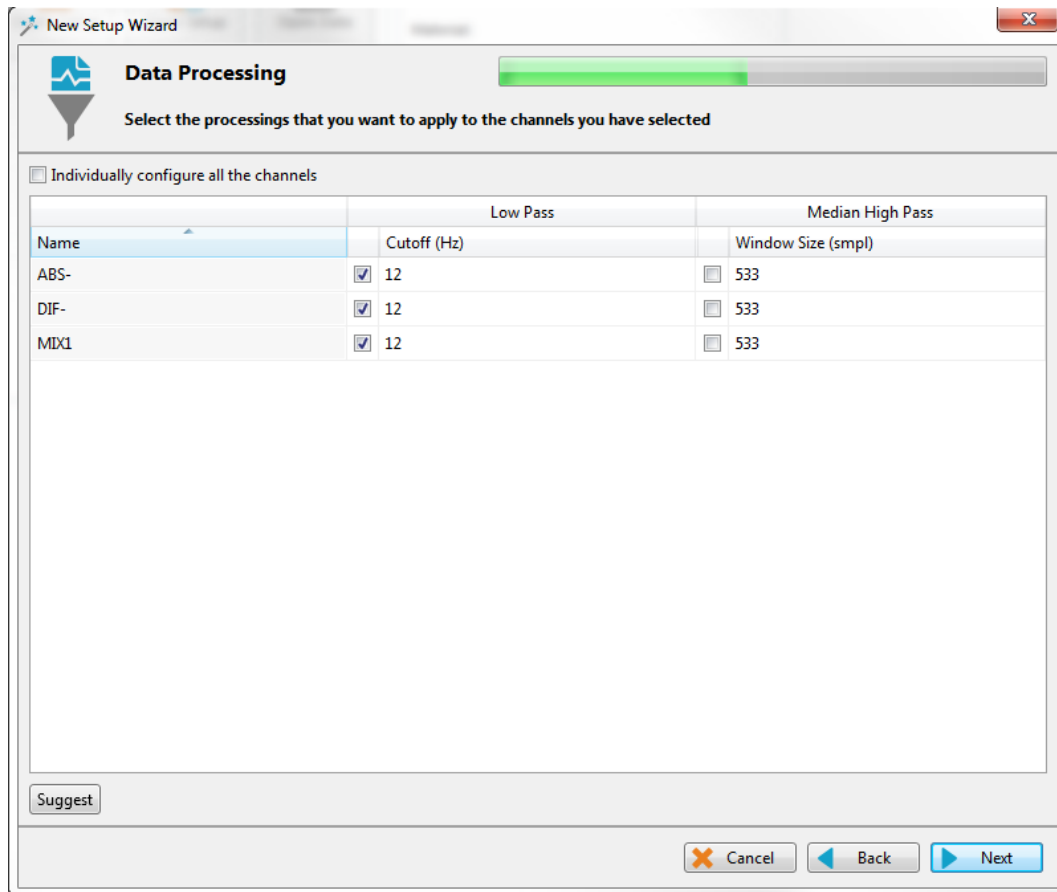 New Setup Wizard
Data Processing
Select the processings that you want to apply to the channels you have selected
Individually configure all the channels
Low Pass Median High Pass
Name Cutoff (Hz) Window Size (smpl)
ABS- 12 533
DIF- 12 533
MIX1 12 533
Suggest
Cancel Back Next